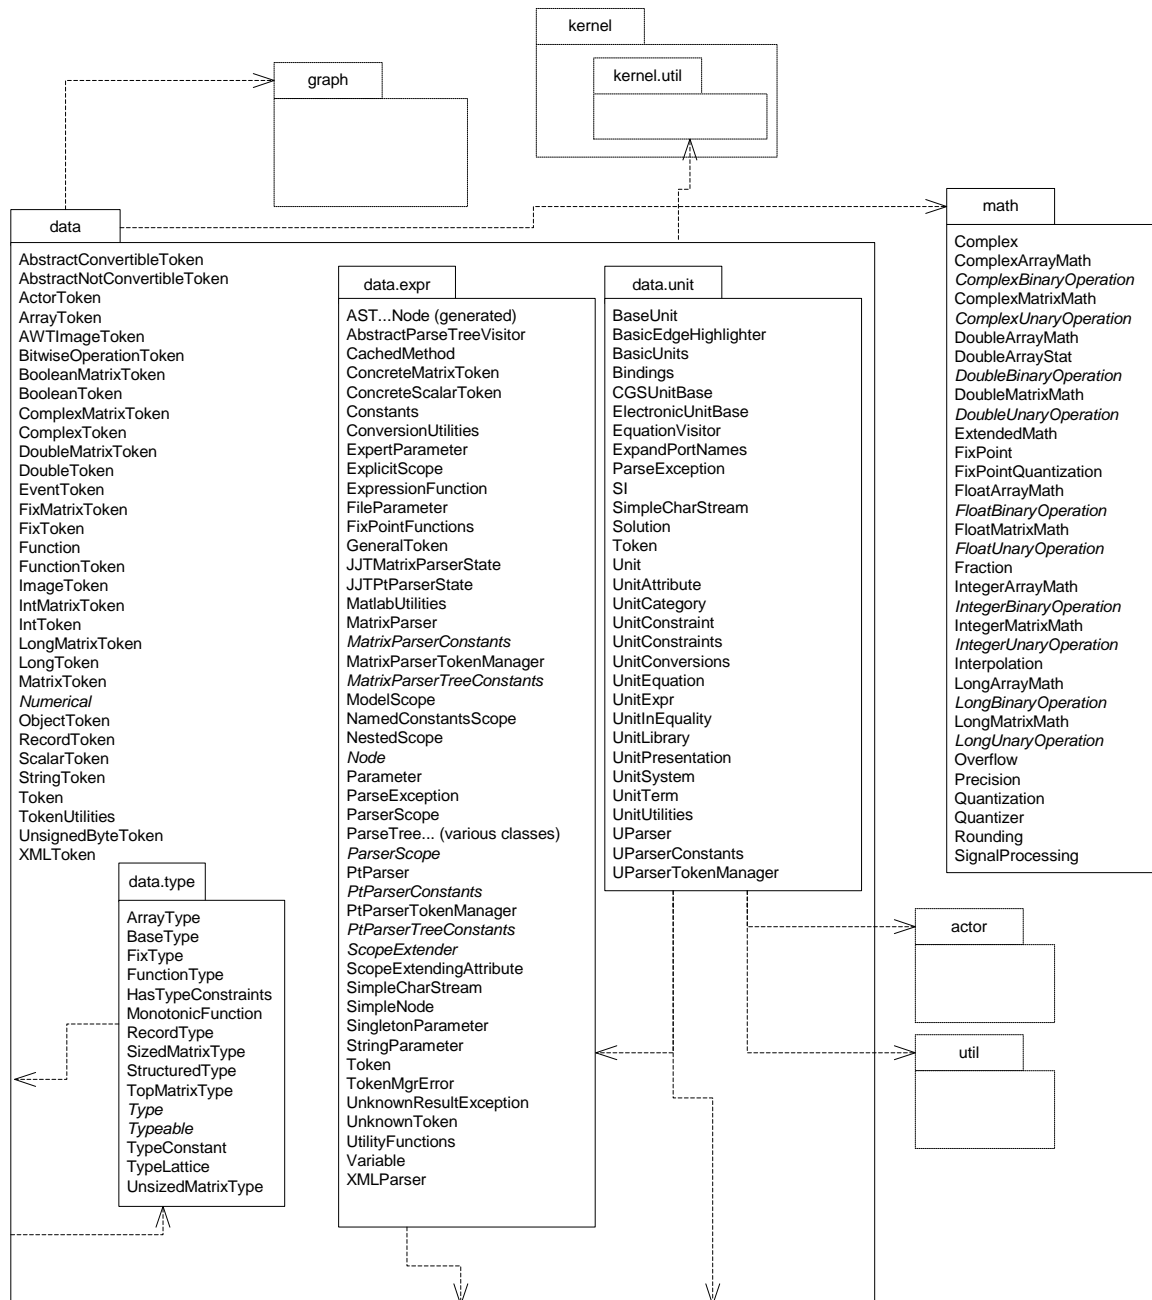 kernel
kernel.util
graph
data
AbstractConvertibleToken
AbstractNotConvertibleToken
ActorToken
ArrayToken
AWTImageToken
BitwiseOperationToken
BooleanMatrixToken
BooleanToken
ComplexMatrixToken
ComplexToken
DoubleMatrixToken
DoubleToken
EventToken
FixMatrixToken
FixToken
Function
FunctionToken
ImageToken
IntMatrixToken
IntToken
LongMatrixToken
LongToken
MatrixToken
Numerical
ObjectToken
RecordToken
ScalarToken
StringToken
Token
TokenUtilities
UnsignedByteToken
XMLToken
data.type
ArrayType
BaseType
FixType
FunctionType
HasTypeConstraints
MonotonicFunction
RecordType
SizedMatrixType
StructuredType
TopMatrixType
Type
Typeable
TypeConstant
TypeLattice
UnsizedMatrixType
data.expr
AST...Node (generated)
AbstractParseTreeVisitor
CachedMethod
ConcreteMatrixToken
ConcreteScalarToken
Constants
ConversionUtilities
ExpertParameter
ExplicitScope
ExpressionFunction
FileParameter
FixPointFunctions
GeneralToken
JJTMatrixParserState
JJTPtParserState
MatlabUtilities
MatrixParser
MatrixParserConstants
MatrixParserTokenManager
MatrixParserTreeConstants
ModelScope
NamedConstantsScope
NestedScope
Node
Parameter
ParseException
ParserScope
ParseTree... (various classes)
ParserScope
PtParser
PtParserConstants
PtParserTokenManager
PtParserTreeConstants
ScopeExtender
ScopeExtendingAttribute
SimpleCharStream
SimpleNode
SingletonParameter
StringParameter
Token
TokenMgrError
UnknownResultException
UnknownToken
UtilityFunctions
Variable
XMLParser
data.unit
BaseUnit
BasicEdgeHighlighter
BasicUnits
Bindings
CGSUnitBase
ElectronicUnitBase
EquationVisitor
ExpandPortNames
ParseException
SI
SimpleCharStream
Solution
Token
Unit
UnitAttribute
UnitCategory
UnitConstraint
UnitConstraints
UnitConversions
UnitEquation
UnitExpr
UnitInEquality
UnitLibrary
UnitPresentation
UnitSystem
UnitTerm
UnitUtilities
UParser
UParserConstants
UParserTokenManager
math
Complex
ComplexArrayMath
ComplexBinaryOperation
ComplexMatrixMath
ComplexUnaryOperation
DoubleArrayMath
DoubleArrayStat
DoubleBinaryOperation
DoubleMatrixMath
DoubleUnaryOperation
ExtendedMath
FixPoint
FixPointQuantization
FloatArrayMath
FloatBinaryOperation
FloatMatrixMath
FloatUnaryOperation
Fraction
IntegerArrayMath
IntegerBinaryOperation
IntegerMatrixMath
IntegerUnaryOperation
Interpolation
LongArrayMath
LongBinaryOperation
LongMatrixMath
LongUnaryOperation
Overflow
Precision
Quantization
Quantizer
Rounding
SignalProcessing
actor
util